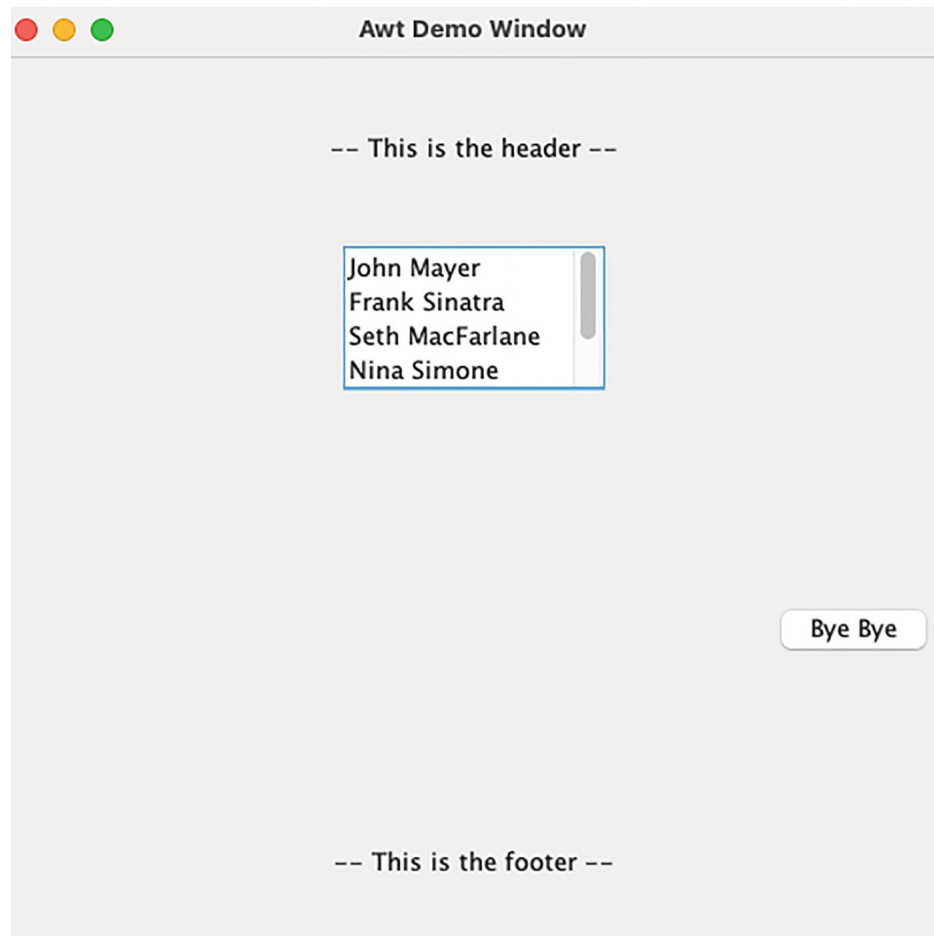 Awt Demo Window
-- This is the header --
John Mayer
Frank Sinatra
Seth MacFarlane
Nina Simone
Bye Bye
-- This is the footer --